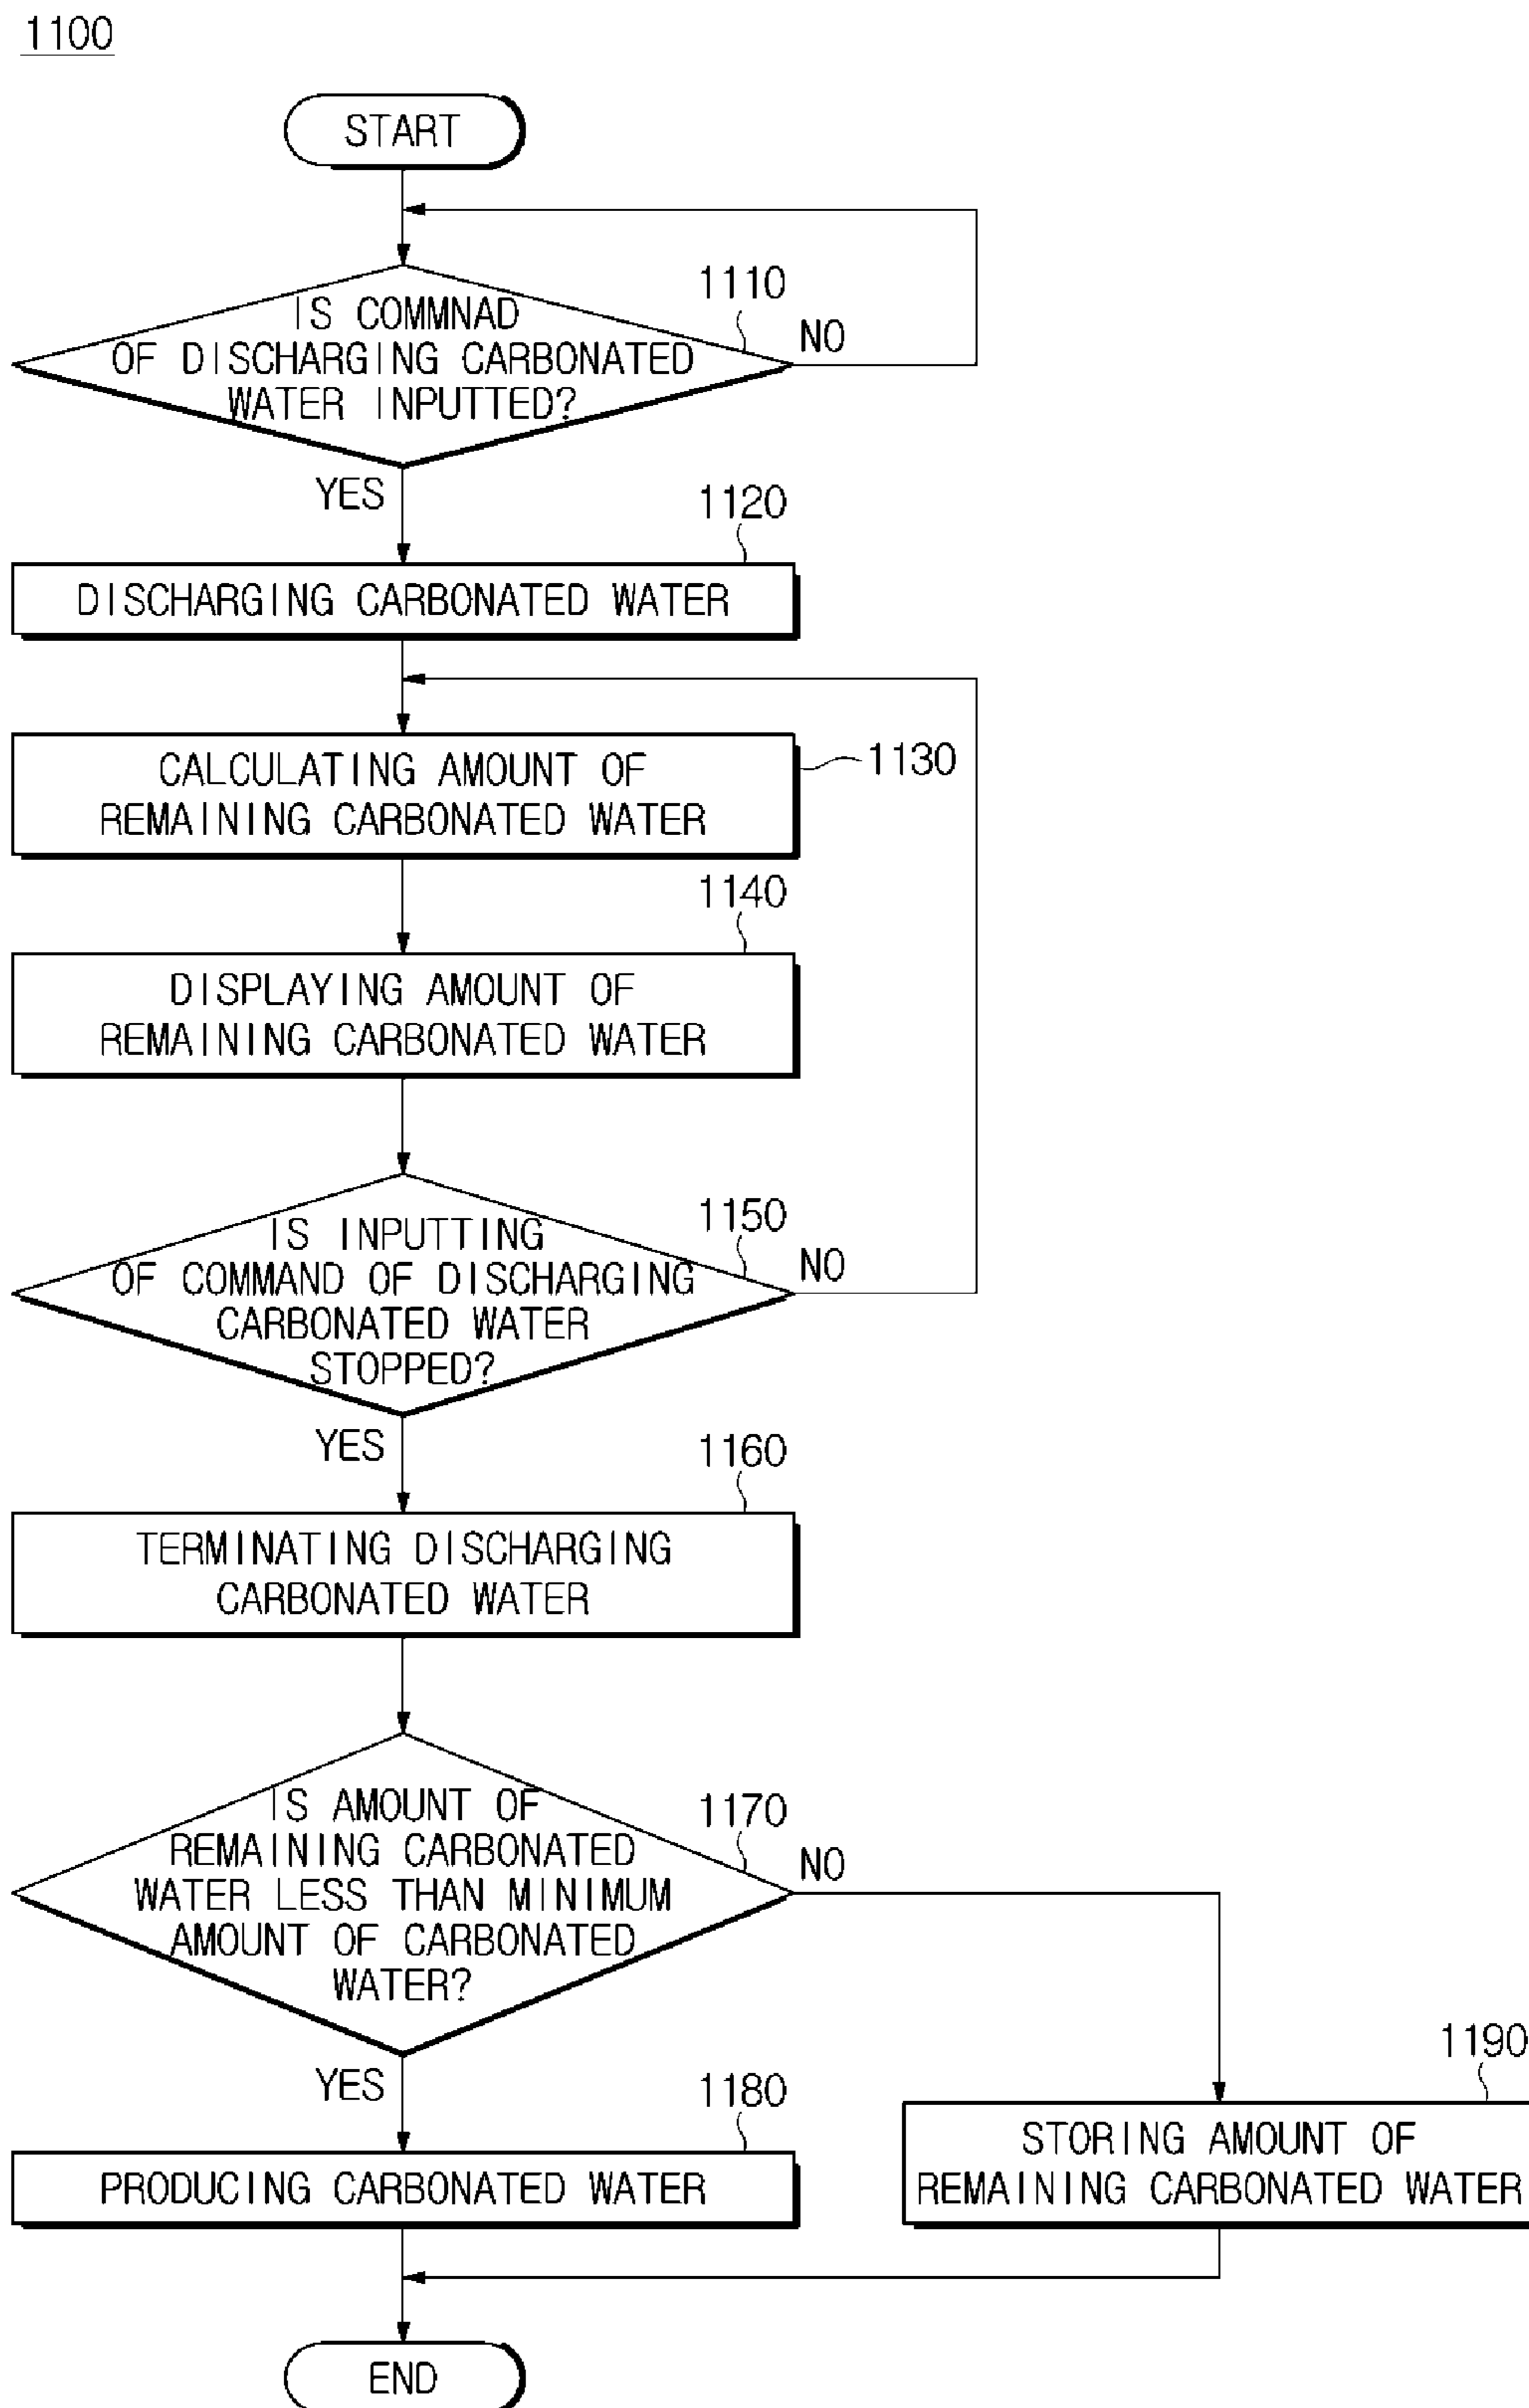 1100
START
1110
IS COMMNAD
OF DISCHARGING CARBONATED
WATER INPUTTED?
NO
YES
1120
DISCHARGING CARBONATED WATER
CALCULATING AMOUNT OF
REMAINING CARBONATED WATER
1130
1140
DISPLAYING AMOUNT OF
REMAINING CARBONATED WATER
1150
IS INPUTTING
OF COMMAND OF DISCHARGING
CARBONATED WATER
STOPPED?
NO
YES
1160
TERMINATING DISCHARGING
CARBONATED WATER
1170
IS AMOUNT OF
REMAINING CARBONATED
WATER LESS THAN MINIMUM
AMOUNT OF CARBONATED
WATER?
NO
YES
1180
PRODUCING CARBONATED WATER
1190
STORING AMOUNT OF
REMAINING CARBONATED WATER
END